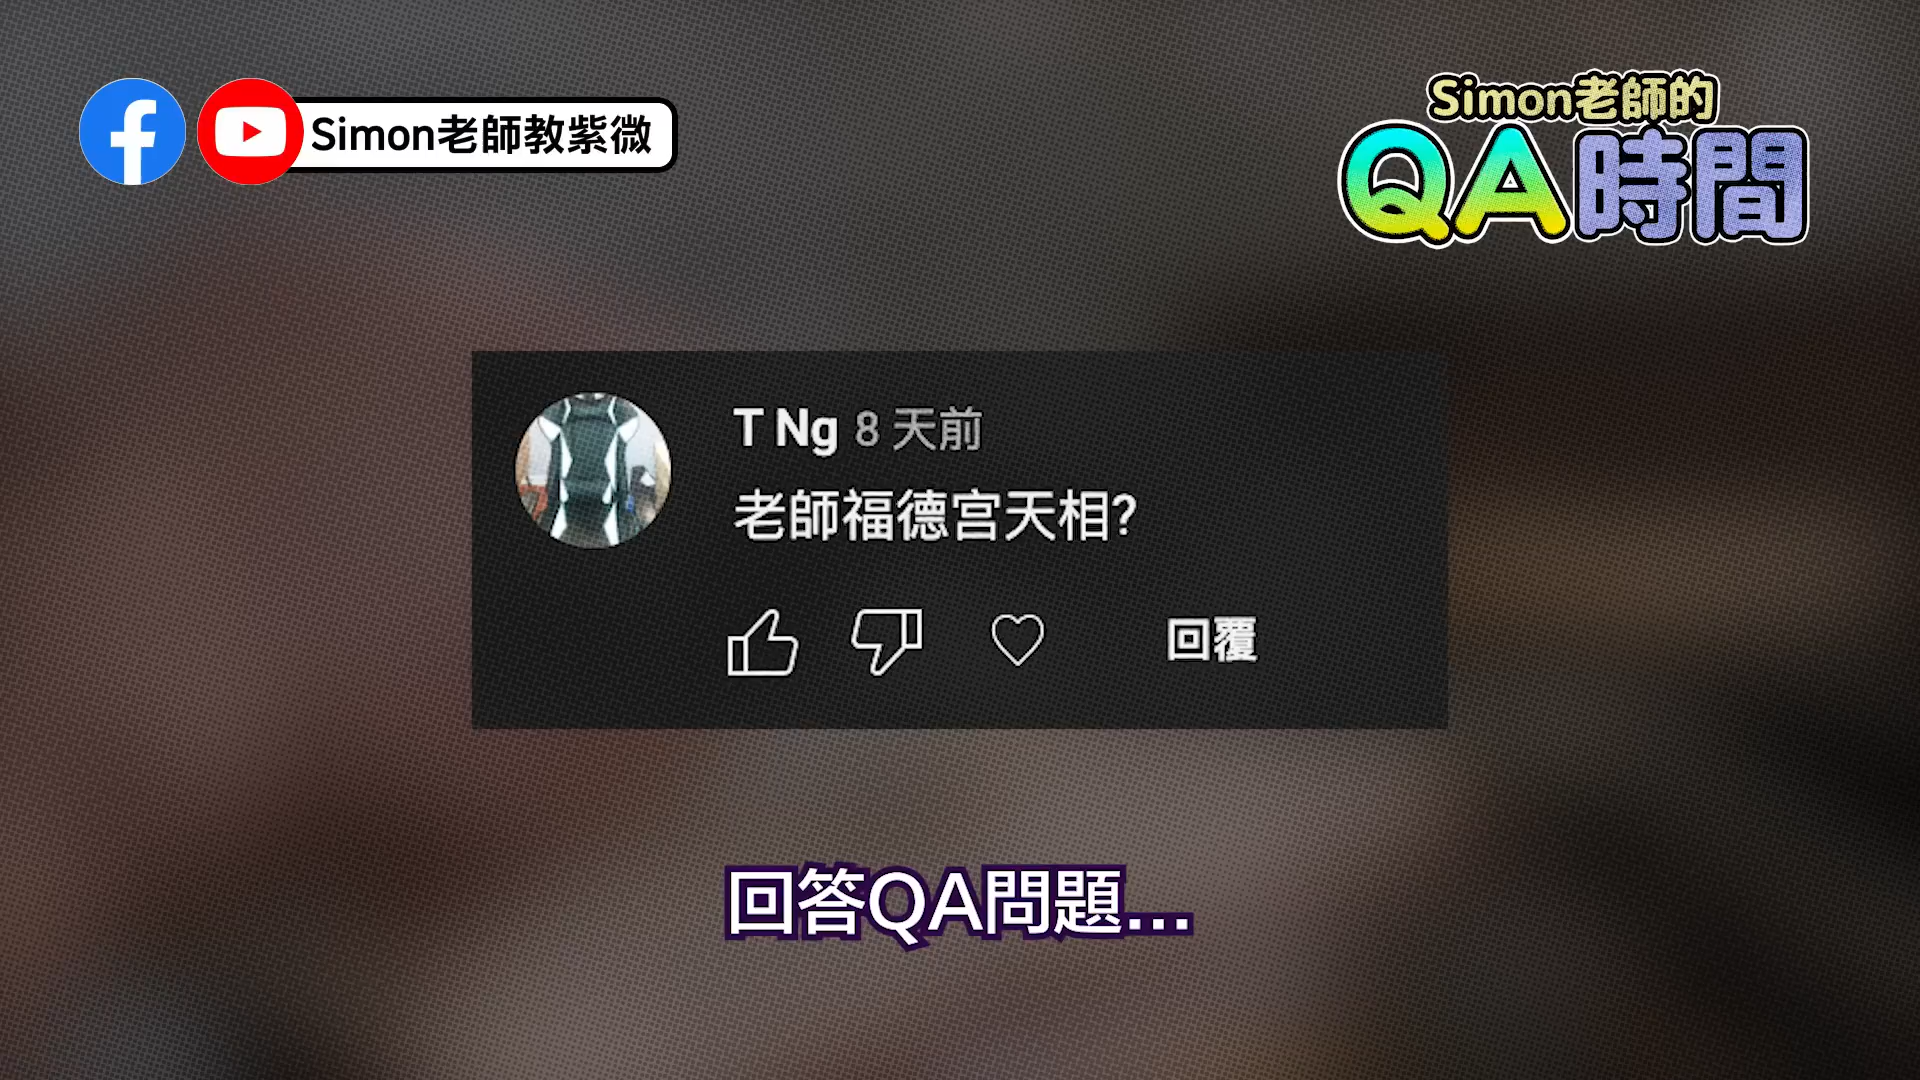 Simon老師教紫微
Simon老師的
QA時間
T Ng 8 天前
老師福德宮天相?
回覆
回答QA問題...